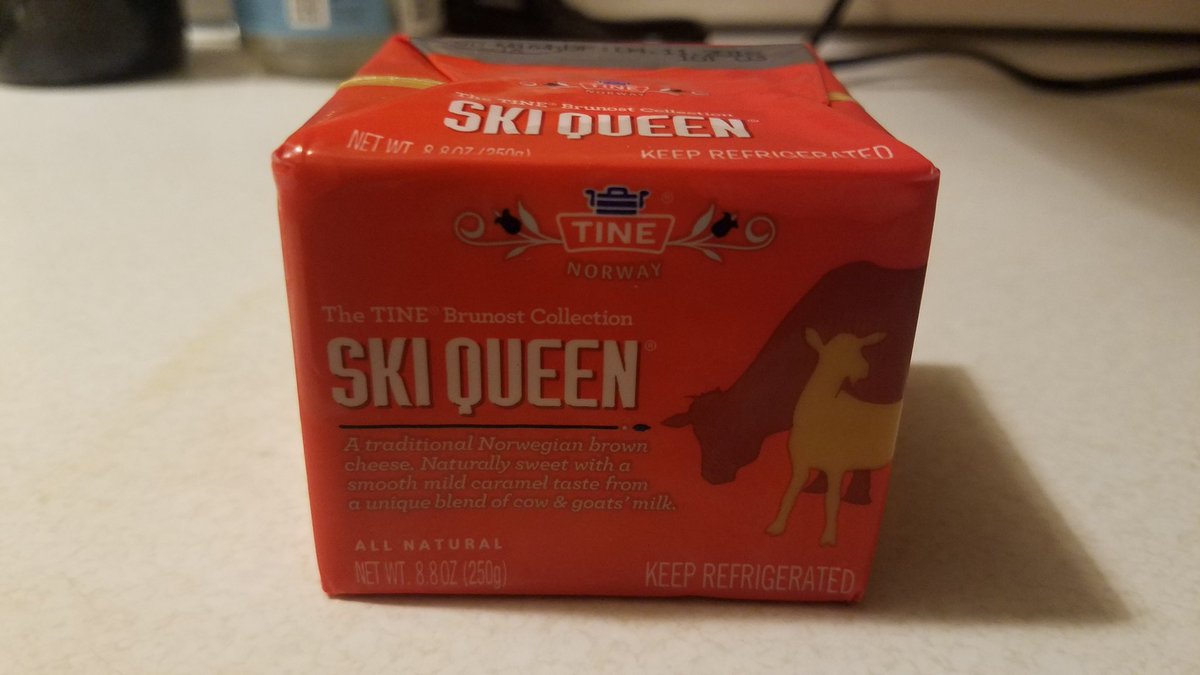 TINE
NORWAY
The TINE® Brunost Collection
SKI QUEEN®
NET WT. 8.8 OZ (250g)
KEEP REFRIGERATED
®
TINE
NORWAY
The TINE® Brunost Collection
SKI QUEEN®
A traditional Norwegian brown
cheese. Naturally sweet with a
smooth mild caramel taste from
a unique blend of cow & goats' milk.
ALL NATURAL
NET WT. 8.8 OZ (250g)
KEEP REFRIGERATED